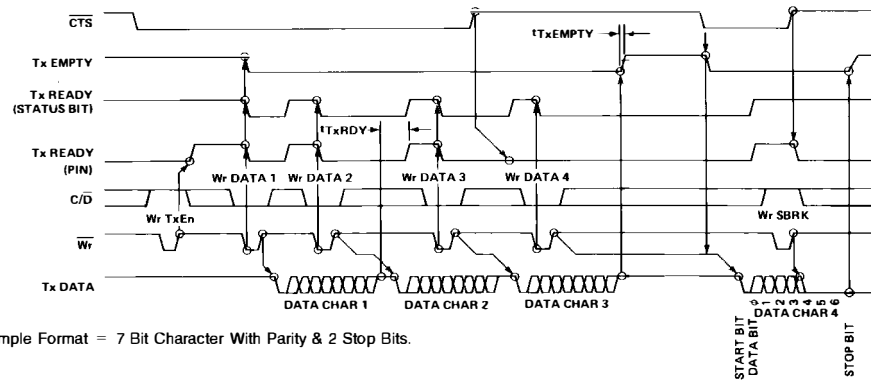 CTS
tTxEMPTY
Tx EMPTY
Tx READY
(STATUS BIT)
tTxRDY
Tx READY
(PIN)
Wr DATA 1
Wr DATA 2
Wr DATA 3
Wr DATA 4
C/D
Wr TxEn
Wr SBRK
Wr
Tx DATA
DATA CHAR 1
DATA CHAR 2
DATA CHAR 3
DATA CHAR 4
START BIT
DATA BIT
φ
1
2
3
4
5
6
STOP BIT
mple Format = 7 Bit Character With Parity & 2 Stop Bits.